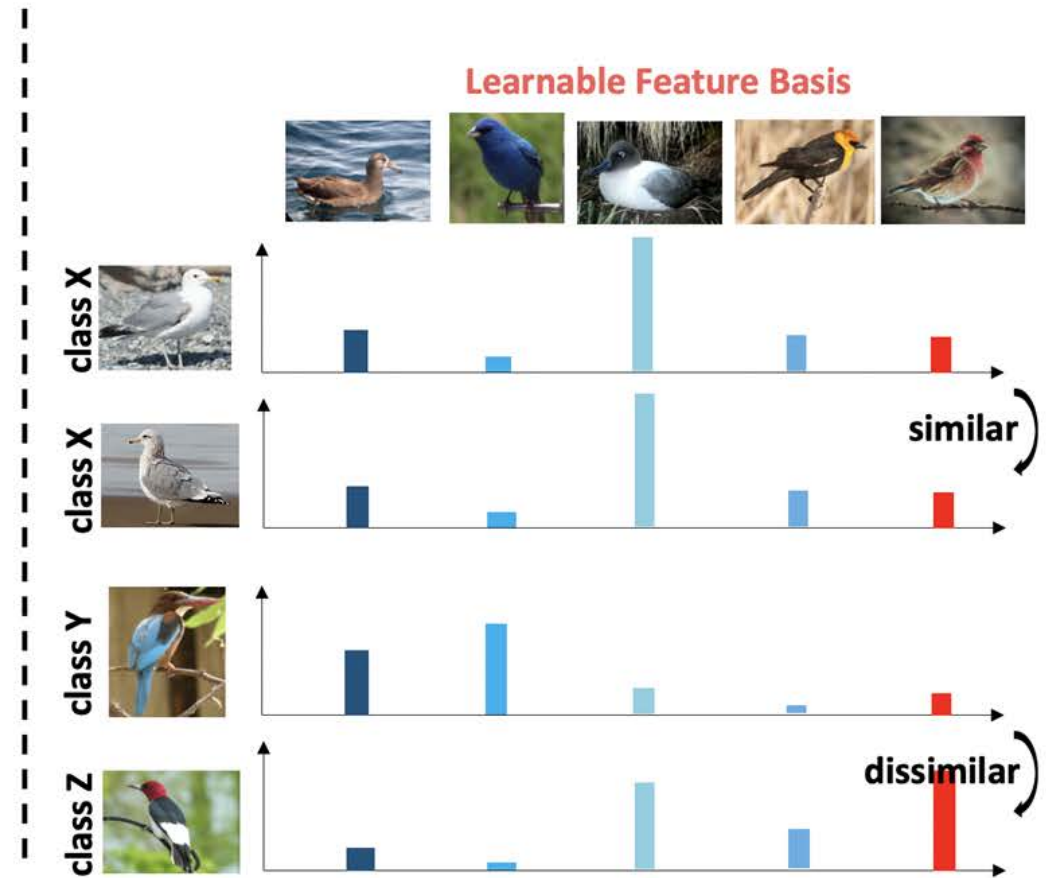 Learnable Feature Basis
class X
similar
class X
class Y
dissimilar
class Z